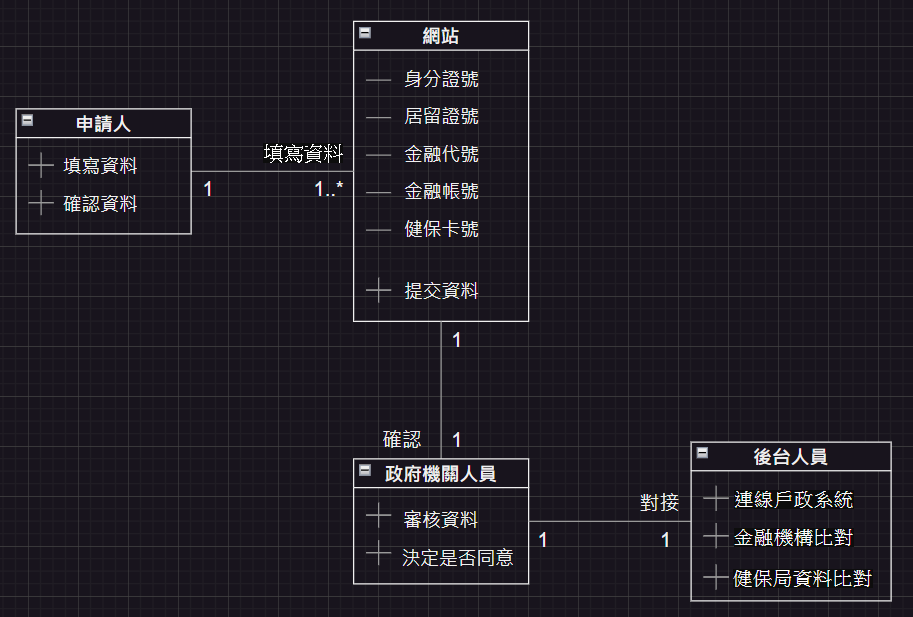 網站
身分證號
居留證號
金融代號
金融帳號
健保卡號
提交資料
申請人
填寫資料
確認資料
填寫資料
1
1..*
1
確認
1
政府機關人員
審核資料
決定是否同意
對接
1
1
後台人員
連線戶政系統
金融機構比對
健保局資料比對